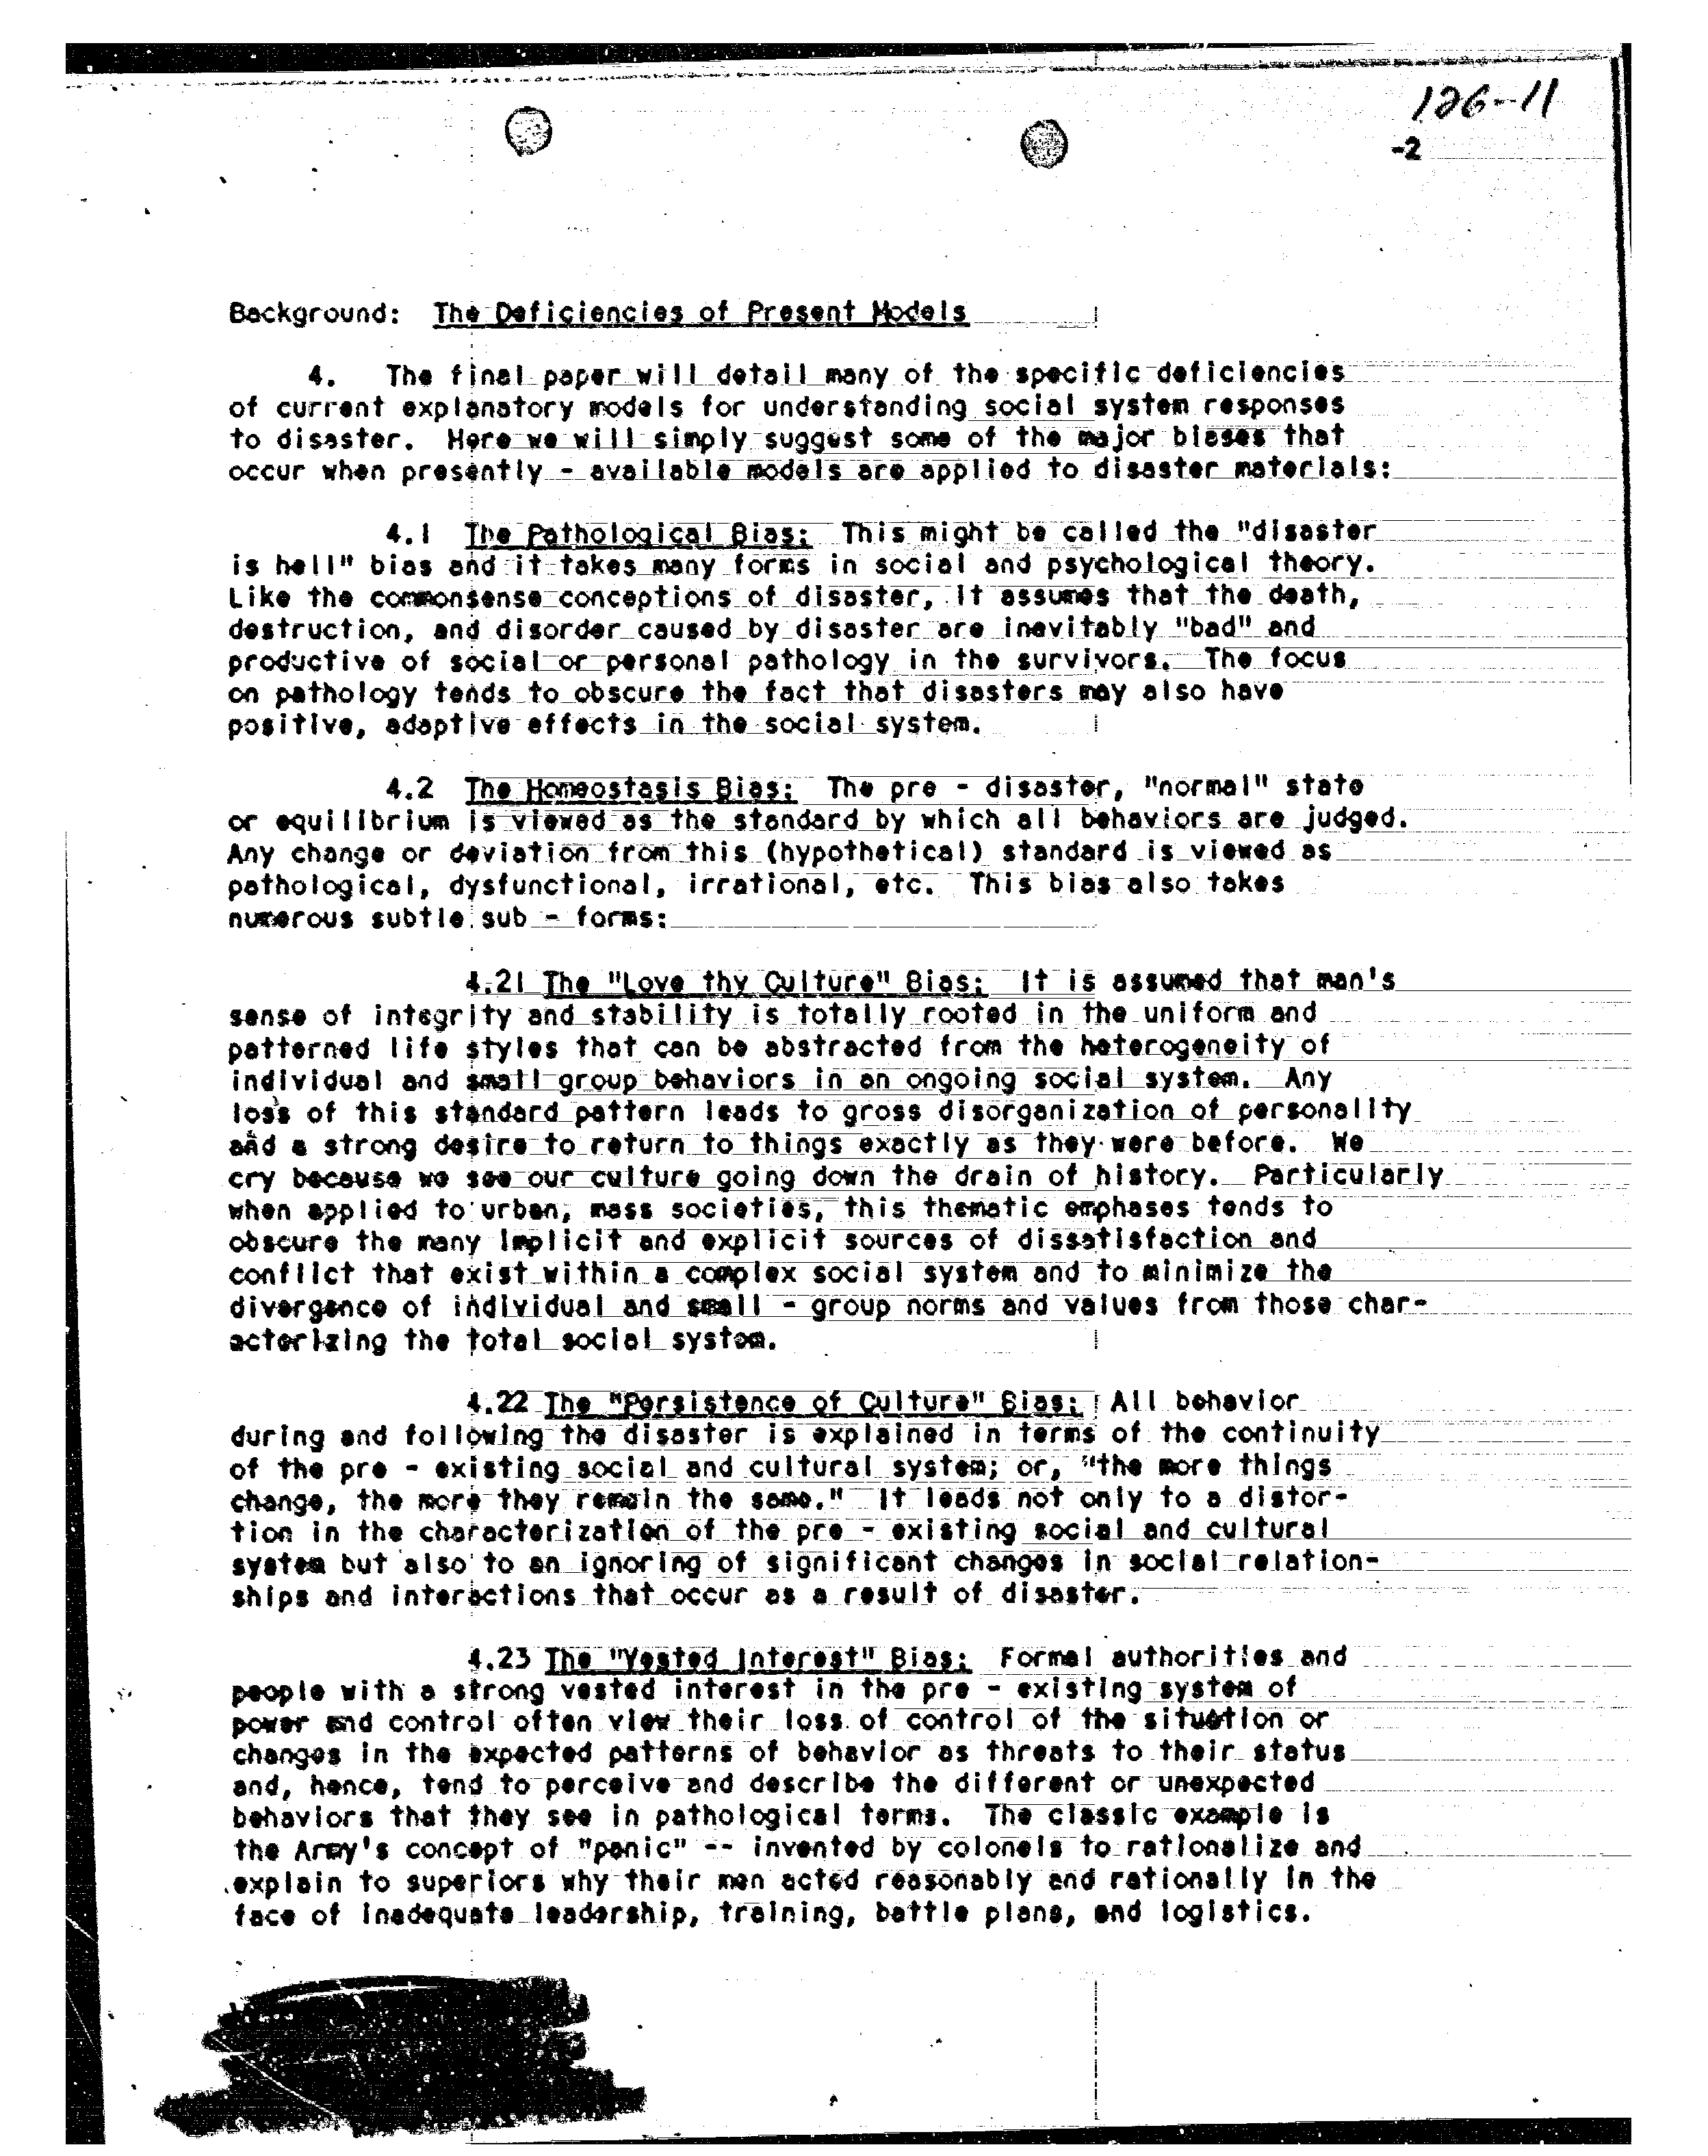 126-11
-2
Background: The Deficiencies of Present Models
4. The final paper will detail many of the specific deficiencies
of current explanatory models for understanding social system responses
to disaster. Here we will simply suggest some of the major biases that
occur when presently - available models are applied to disaster materials:
4.1 The Pathological Bias: This might be called the "disaster
is hell" bias and it takes many forms in social and psychological theory.
Like the commonsense conceptions of disaster, it assumes that the death,
destruction, and disorder caused by disaster are inevitably "bad" and
productive of social or personal pathology in the survivors. The focus
on pathology tends to obscure the fact that disasters may also have
positive, adaptive effects in the social system.
4.2 The Homeostasis Bias: The pre - disaster, "normal" state
or equilibrium is viewed as the standard by which all behaviors are judged.
Any change or deviation from this (hypothetical) standard is viewed as
pathological, dysfunctional, irrational, etc. This bias also takes
numerous subtle sub - forms:
4.21 The "Love thy Culture" Bias: It is assumed that man's
sense of integrity and stability is totally rooted in the uniform and
patterned life styles that can be abstracted from the heterogeneity of
individual and small group behaviors in an ongoing social system. Any
loss of this standard pattern leads to gross disorganization of personality
and a strong desire to return to things exactly as they were before. We
cry because we see our culture going down the drain of history. Particularly
when applied to urban, mass societies, this thematic emphases tends to
obscure the many implicit and explicit sources of dissatisfaction and
conflict that exist within a complex social system and to minimize the
divergence of individual and small - group norms and values from those char-
acterizing the total social system.
4.22 The "Persistence of Culture" Bias: All behavior
during and following the disaster is explained in terms of the continuity
of the pre - existing social and cultural system; or, "the more things
change, the more they remain the same." It leads not only to a distor-
tion in the characterization of the pre - existing social and cultural
system but also to an ignoring of significant changes in social relation-
ships and interactions that occur as a result of disaster.
4.23 The "Vested Interest" Bias: Formal authorities and
people with a strong vested interest in the pre - existing system of
power and control often view their loss of control of the situation or
changes in the expected patterns of behavior as threats to their status
and, hence, tend to perceive and describe the different or unexpected
behaviors that they see in pathological terms. The classic example is
the Army's concept of "panic" -- invented by colonels to rationalize and
explain to superiors why their men acted reasonably and rationally in the
face of inadequate leadership, training, battle plans, and logistics.